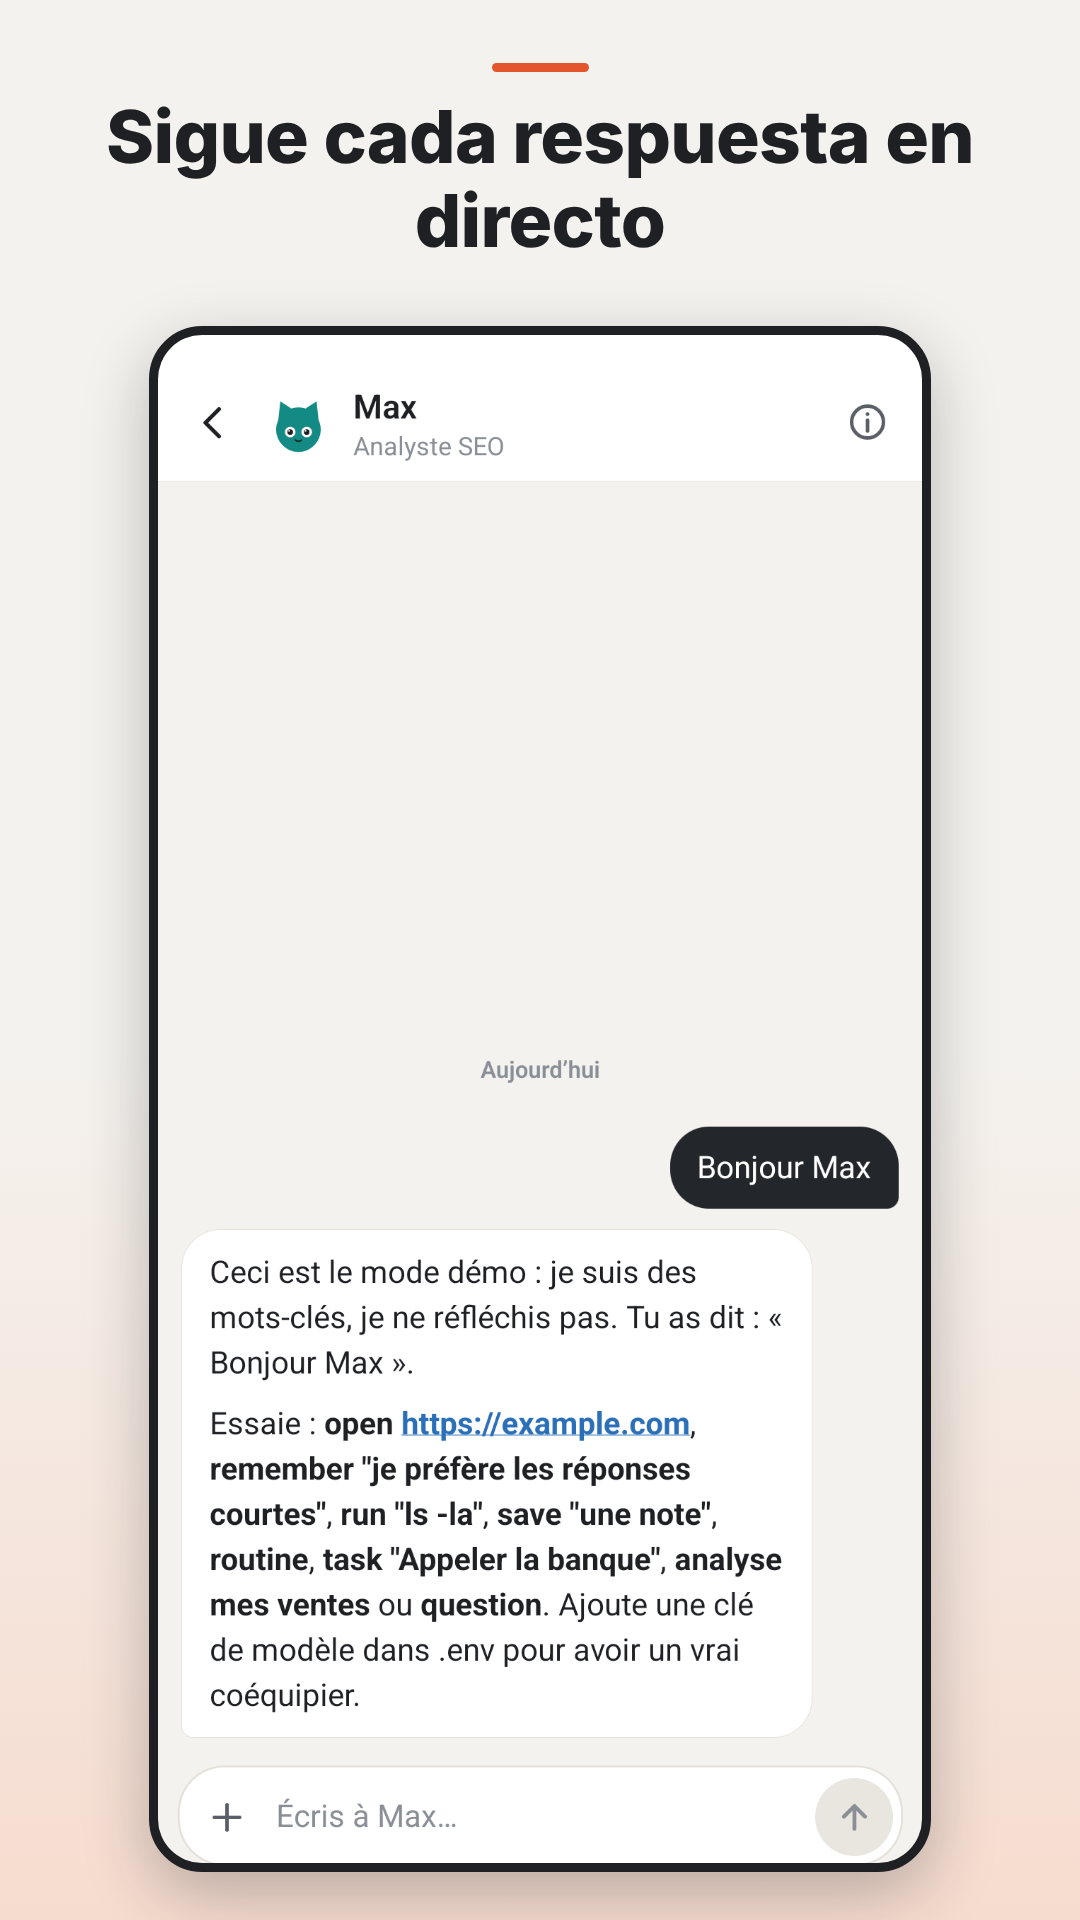 Sigue cada respuesta en
directo
Max
Analyste SEO
Aujourd’hui
Bonjour Max
Ceci est le mode démo : je suis des
mots-clés, je ne réfléchis pas. Tu as dit : «
Bonjour Max ».
Essaie : open https://example.com,
remember "je préfère les réponses
courtes", run "ls -la", save "une note",
routine, task "Appeler la banque", analyse
mes ventes ou question. Ajoute une clé
de modèle dans .env pour avoir un vrai
coéquipier.
Écris à Max…